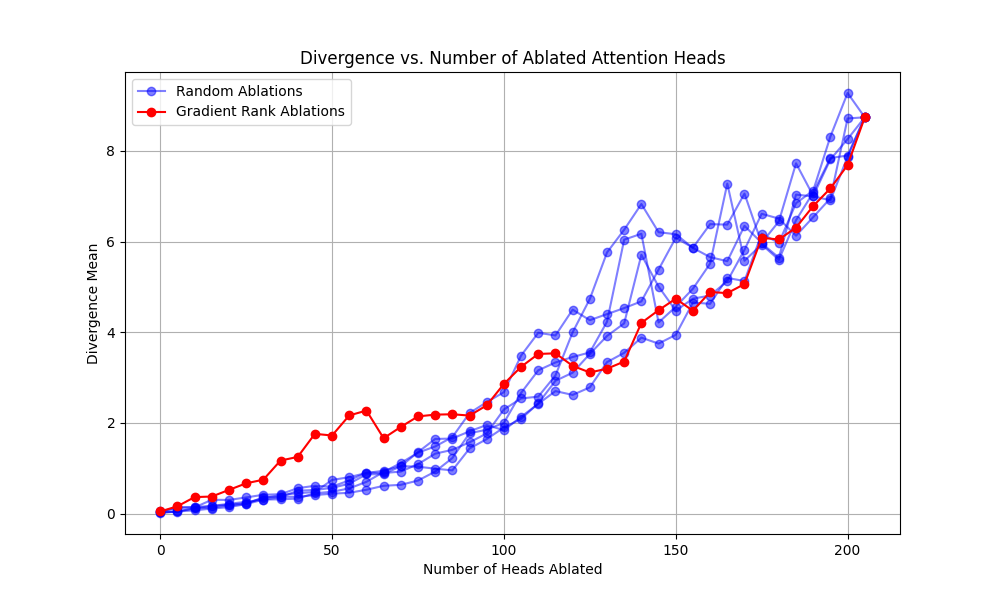 Divergence vs. Number of Ablated Attention Heads
Random Ablations
Gradient Rank Ablations
8
6
4
2
0
Divergence Mean
0 50 100 150 200
Number of Heads Ablated